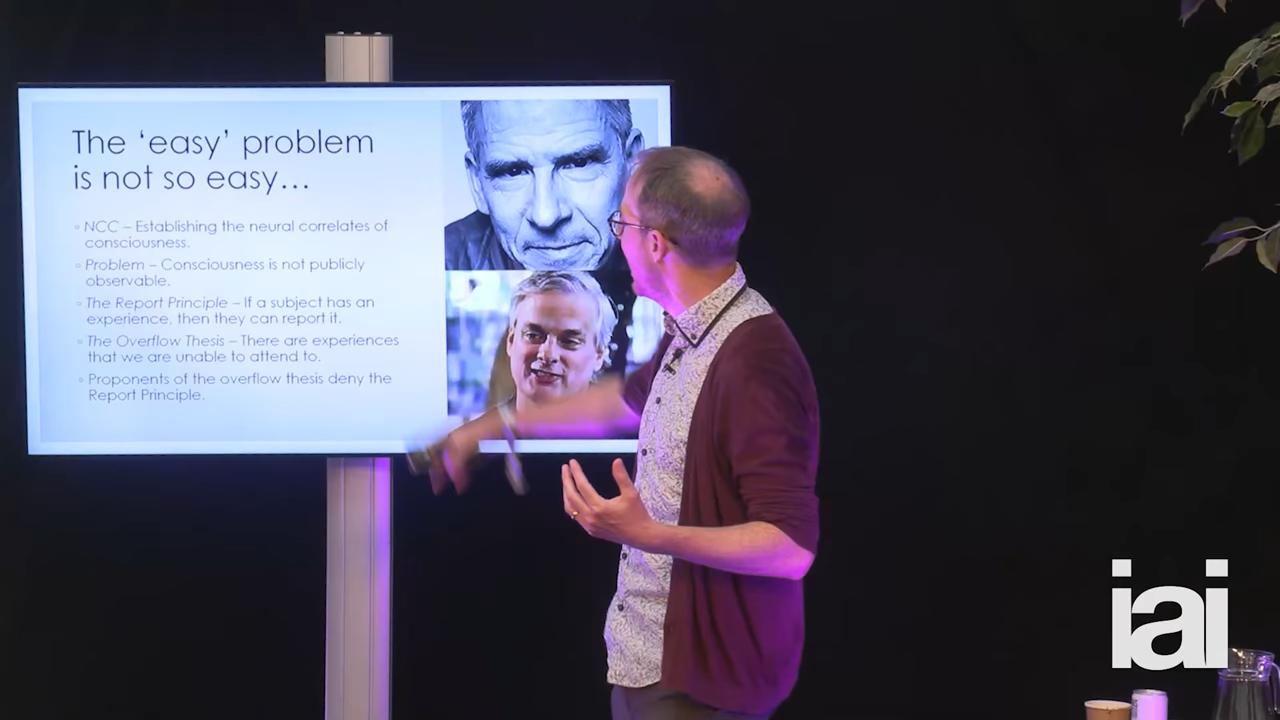 The ‘easy’ problem
is not so easy…
▫ NCC – Establishing the neural correlates of
consciousness.
▫ Problem – Consciousness is not publicly
observable.
▫ The Report Principle – If a subject has an
experience, then they can report it.
▫ The Overflow Thesis – There are experiences
that we are unable to attend to.
▫ Proponents of the overflow thesis deny the
Report Principle.
iai